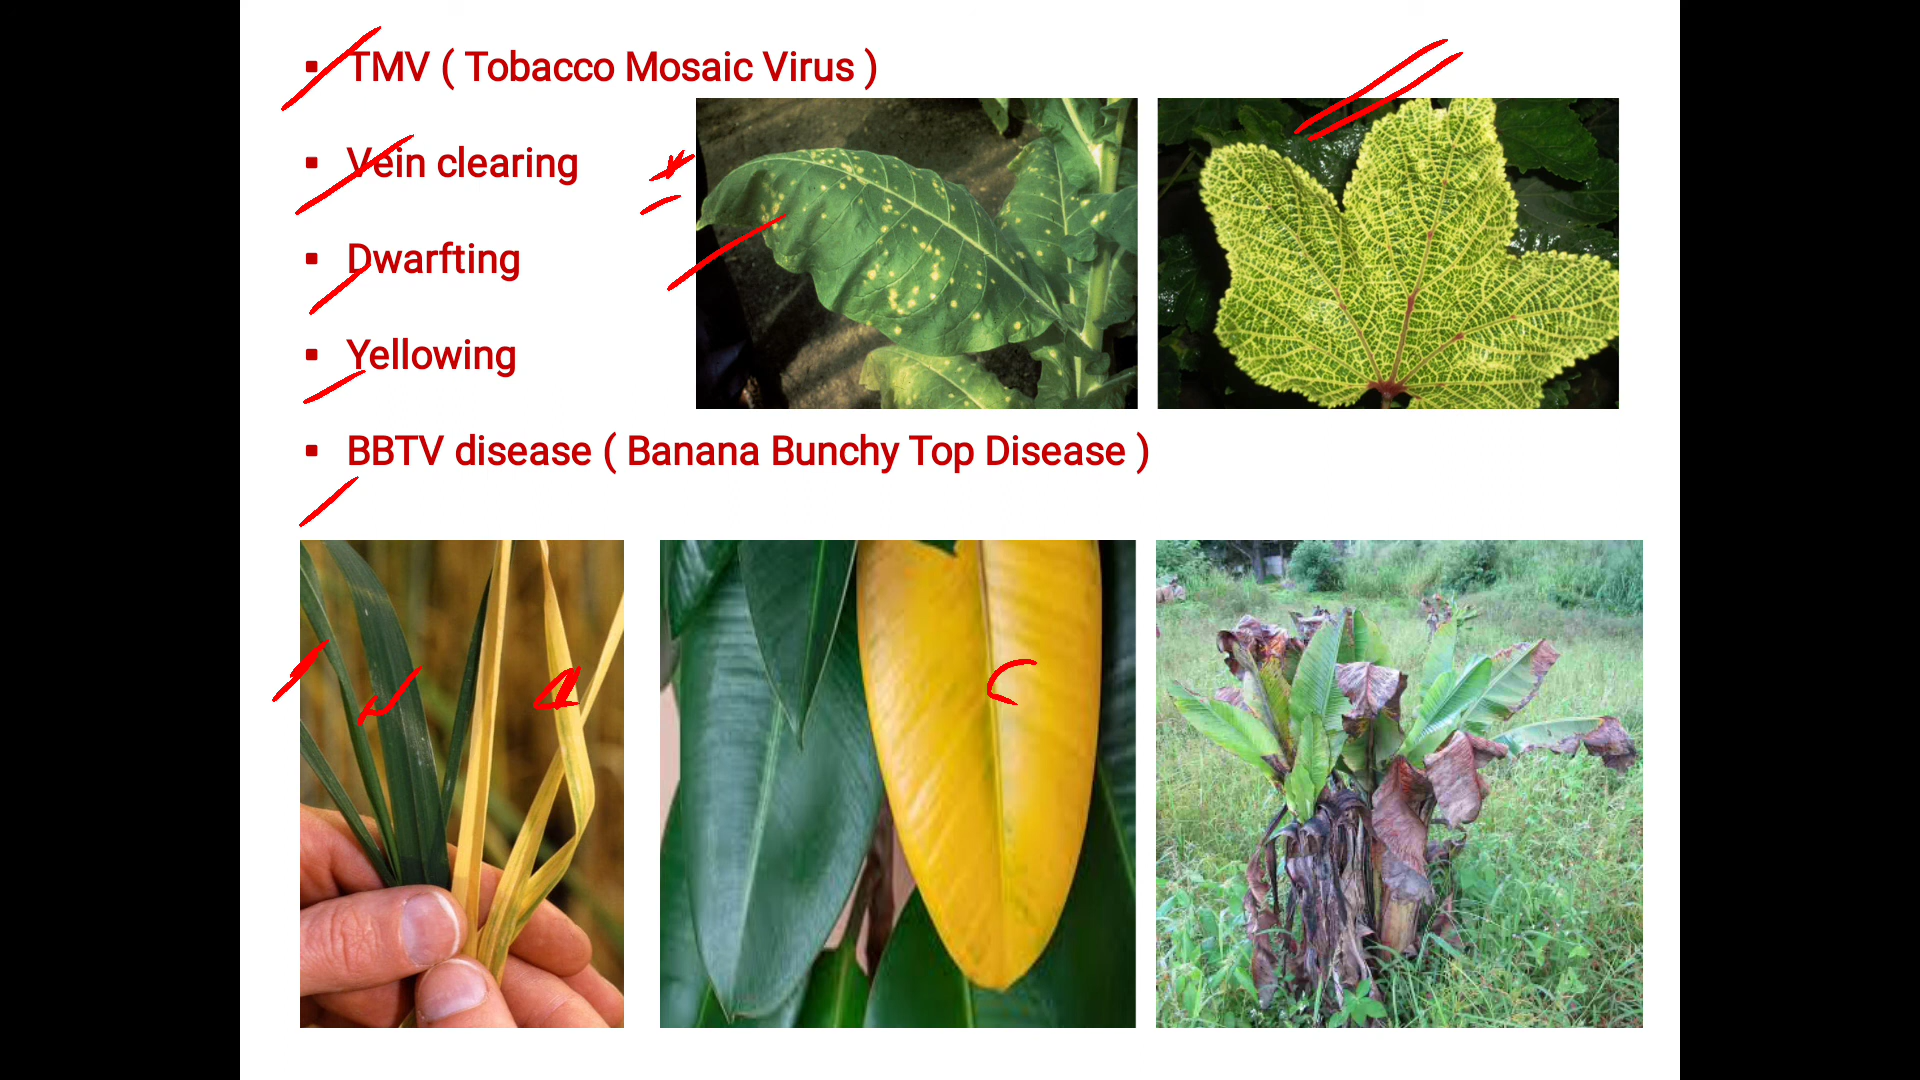 ▪ TMV ( Tobacco Mosaic Virus )
▪ Vein clearing
▪ Dwarfting
▪ Yellowing
▪ BBTV disease ( Banana Bunchy Top Disease )